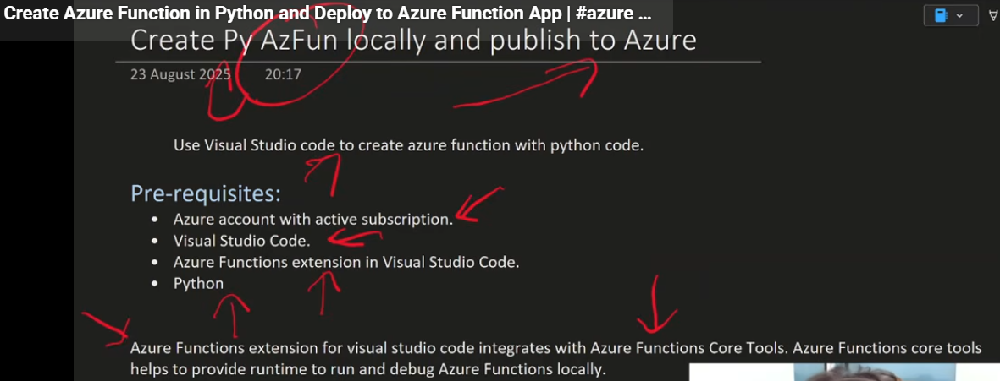 Create Azure Function in Python and Deploy to Azure Function App | #azure ...
Create Py AzFun locally and publish to Azure
23 August 2025 20:17
Use Visual Studio code to create azure function with python code.
Pre-requisites:
• Azure account with active subscription.
• Visual Studio Code.
• Azure Functions extension in Visual Studio Code.
• Python
Azure Functions extension for visual studio code integrates with Azure Functions Core Tools. Azure Functions core tools
helps to provide runtime to run and debug Azure Functions locally.